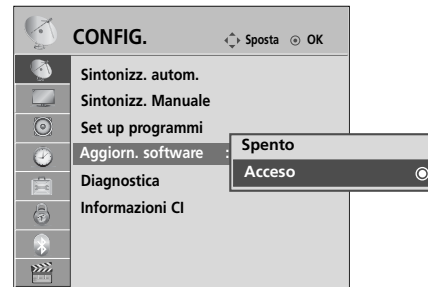 CONFIG. Sposta OK
Sintonizz. autom.
Sintonizz. Manuale
Set up programmi
Aggiorn. software :
Spento
Acceso
Diagnostica
Informazioni CI